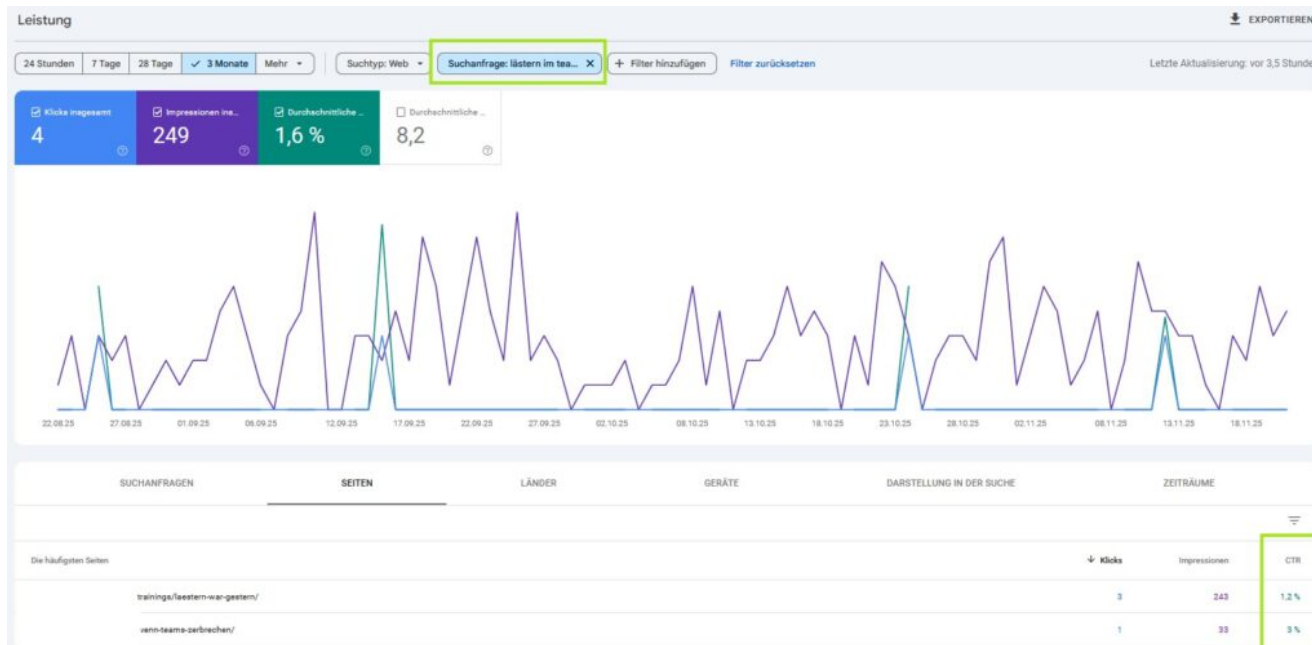 Leistung
EXPORTIEREN
24 Stunden 7 Tage 28 Tage 3 Monate Mehr Suchtyp: Web Suchanfrage: lästern im tea... X + Filter hinzufügen Filter zurücksetzen Letzte Aktualisierung: vor 3,5 Stunde
Klicks insgesamt Impressionen ins... Durchschnittliche ... Durchschnittliche ...
4 249 1,6 % 8,2
22.08.25 27.08.25 01.09.25 06.09.25 12.09.25 17.09.25 22.09.25 27.09.25 02.10.25 08.10.25 13.10.25 18.10.25 23.10.25 28.10.25 02.11.25 08.11.25 13.11.25 18.11.25
SUCHANFRAGEN SEITEN LÄNDER GERÄTE DARSTELLUNG IN DER SUCHE ZEITRÄUME
Die häufigsten Seiten Klicks Impressionen CTR
trainings/laestern-war-gestern/ 3 243 1,2 %
venn-teams-zerbrechen/ 1 33 3 %